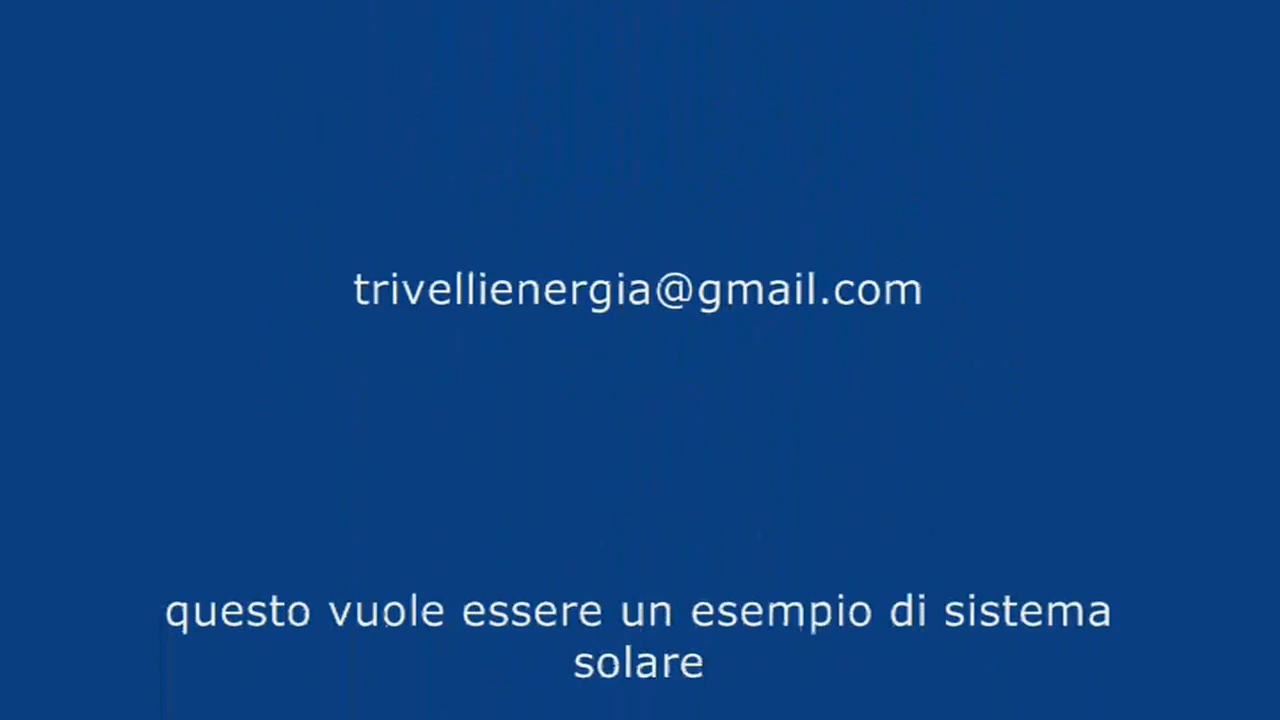 trivellienergia@gmail.com
questo vuole essere un esempio di sistema
solare